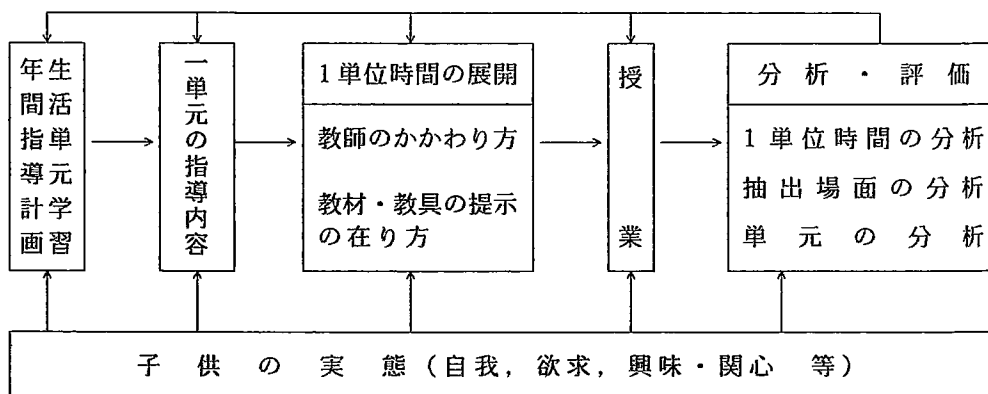 生活単元学習
年間指導計画
一単元の指導内容
1単位時間の展開
教師のかかわり方
教材・教具の提示
の在り方
授業
分析・評価
1単位時間の分析
抽出場面の分析
単元の分析
子供の実態(自我,欲求,興味・関心等)